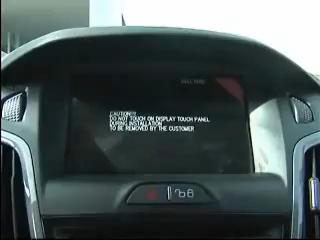 CAUTION!!!
DO NOT TOUCH ON DISPLAY TOUCH PANEL
DURING INSTALLATION
TO BE REMOVED BY THE CUSTOMER